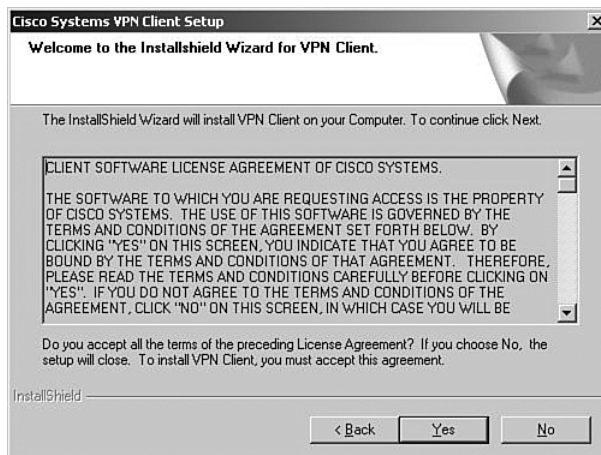 Cisco Systems VPN Client Setup
Welcome to the Installshield Wizard for VPN Client.
The InstallShield Wizard will install VPN Client on your Computer. To continue click Next.
CLIENT SOFTWARE LICENSE AGREEMENT OF CISCO SYSTEMS.
THE SOFTWARE TO WHICH YOU ARE REQUESTING ACCESS IS THE PROPERTY
OF CISCO SYSTEMS. THE USE OF THIS SOFTWARE IS GOVERNED BY THE
TERMS AND CONDITIONS OF THE AGREEMENT SET FORTH BELOW. BY
CLICKING "YES" ON THIS SCREEN, YOU INDICATE THAT YOU AGREE TO BE
BOUND BY THE TERMS AND CONDITIONS OF THAT AGREEMENT. THEREFORE,
PLEASE READ THE TERMS AND CONDITIONS CAREFULLY BEFORE CLICKING ON
"YES". IF YOU DO NOT AGREE TO THE TERMS AND CONDITIONS OF THE
AGREEMENT, CLICK "NO" ON THIS SCREEN, IN WHICH CASE YOU WILL BE
Do you accept all the terms of the preceding License Agreement? If you choose No, the
setup will close. To install VPN Client, you must accept this agreement.
InstallShield
< Back
Yes
No